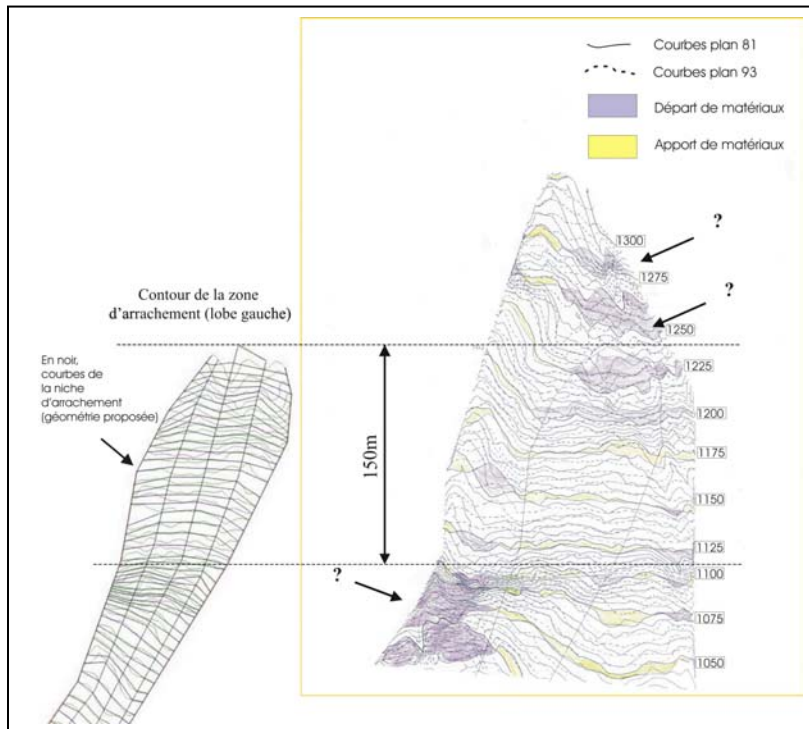 Courbes plan 81
Courbes plan 93
Départ de matériaux
Apport de matériaux
?
1300
1275
?
1250
Contour de la zone
d'arrachement (lobe gauche)
1225
En noir,
courbes de
la niche
d'arrachement
(géométrie proposée)
1200
1175
150m
1150
1125
1100
?
1075
1050